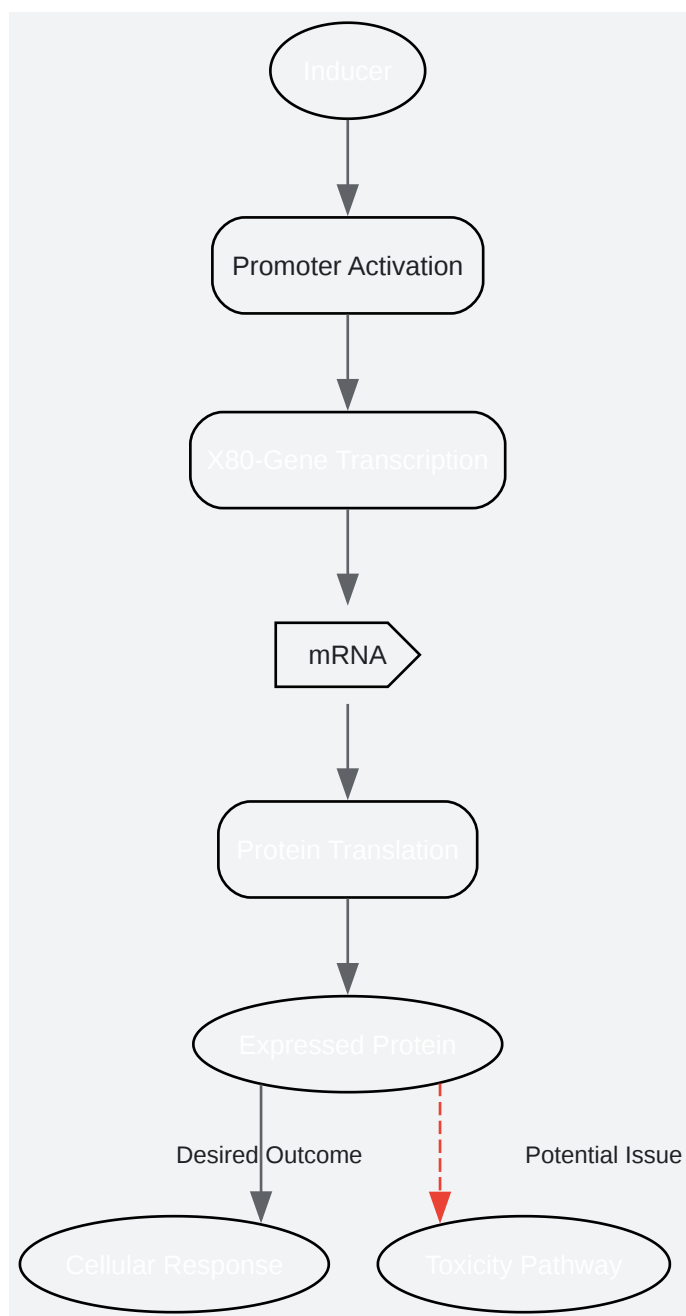 Inducer
Promoter Activation
X80-Gene Transcription
mRNA
Protein Translation
Expressed Protein
Desired Outcome
Potential Issue
Cellular Response
Toxicity Pathway